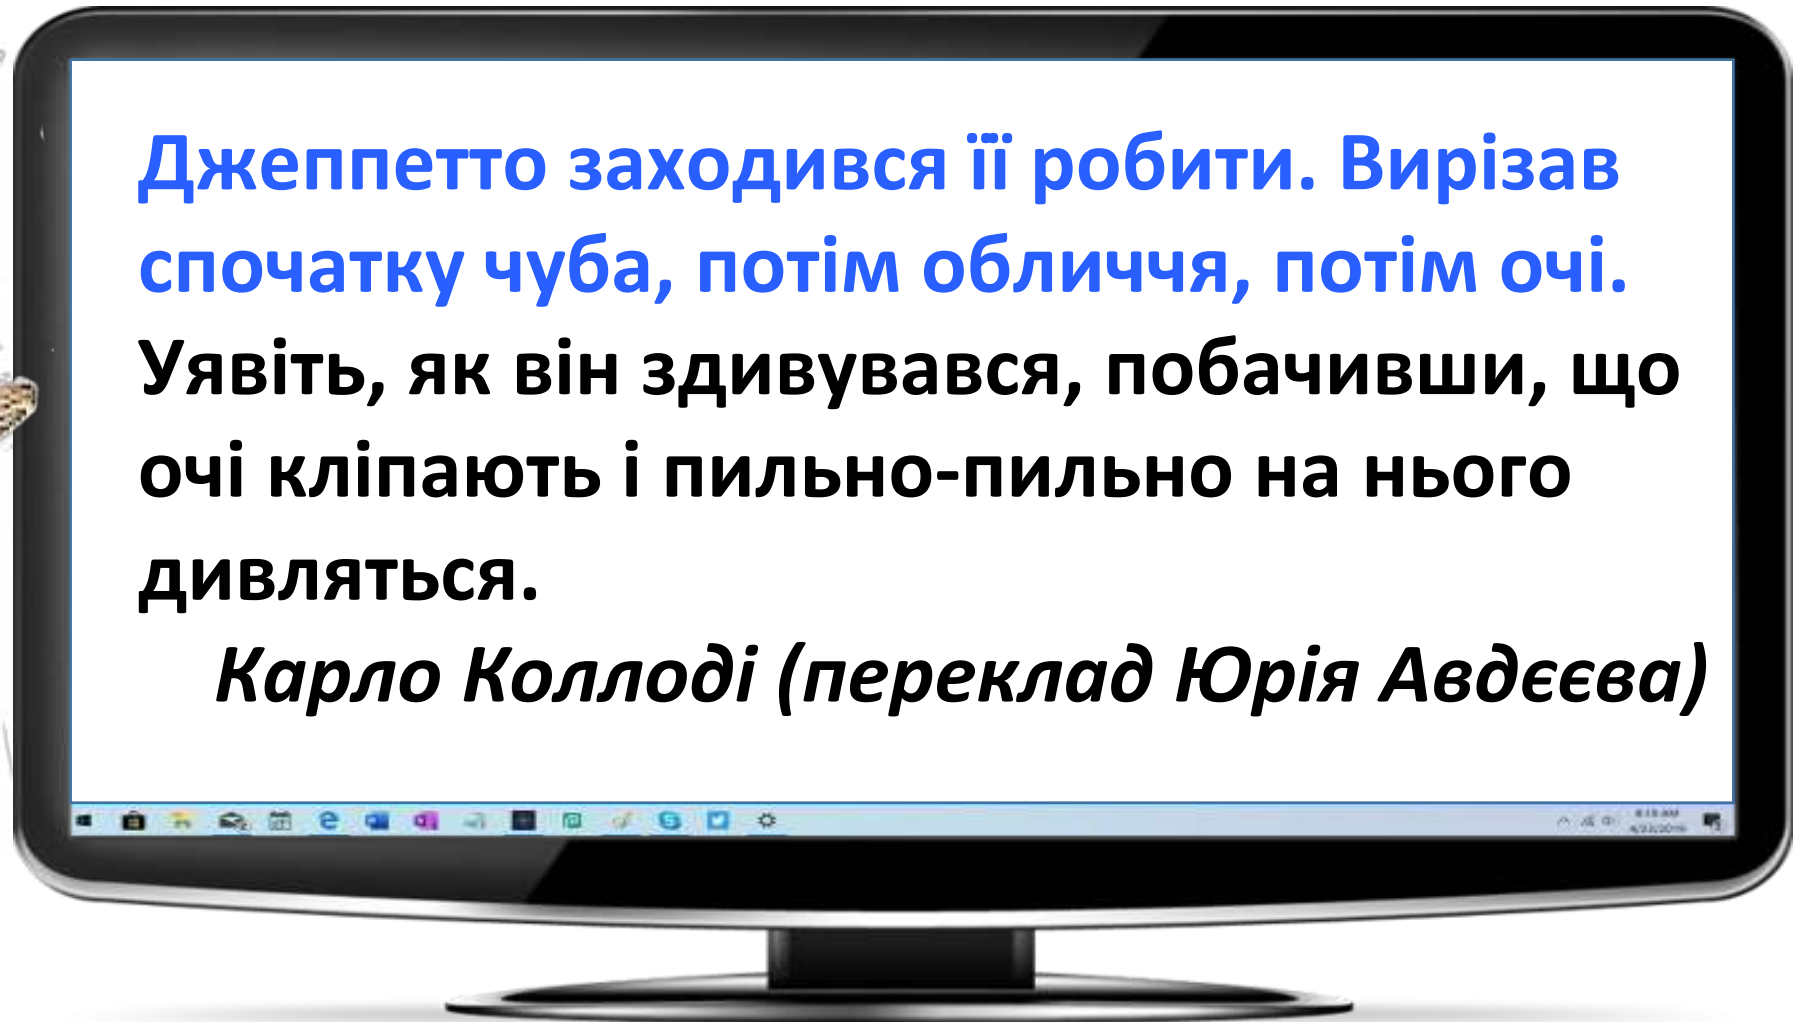 Джеппетто заходився її робити. Вирізав
спочатку чуба, потім обличчя, потім очі.
Уявіть, як він здивувався, побачивши, що
очі кліпають і пильно-пильно на нього
дивляться.
Карло Коллоді (переклад Юрія Авдєєва)